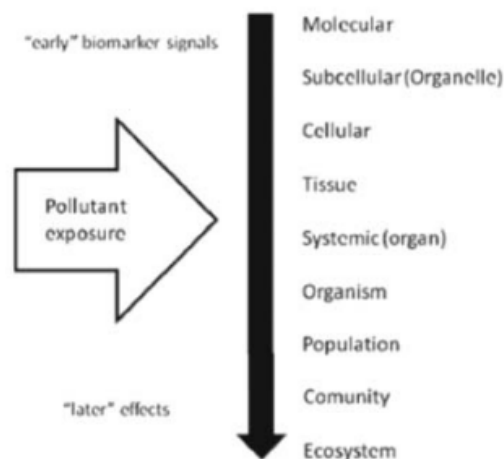 "early" biomarker signals
Pollutant
exposure
"later" effects
Molecular
Subcellular (Organelle)
Cellular
Tissue
Systemic (organ)
Organism
Population
Comunity
Ecosystem